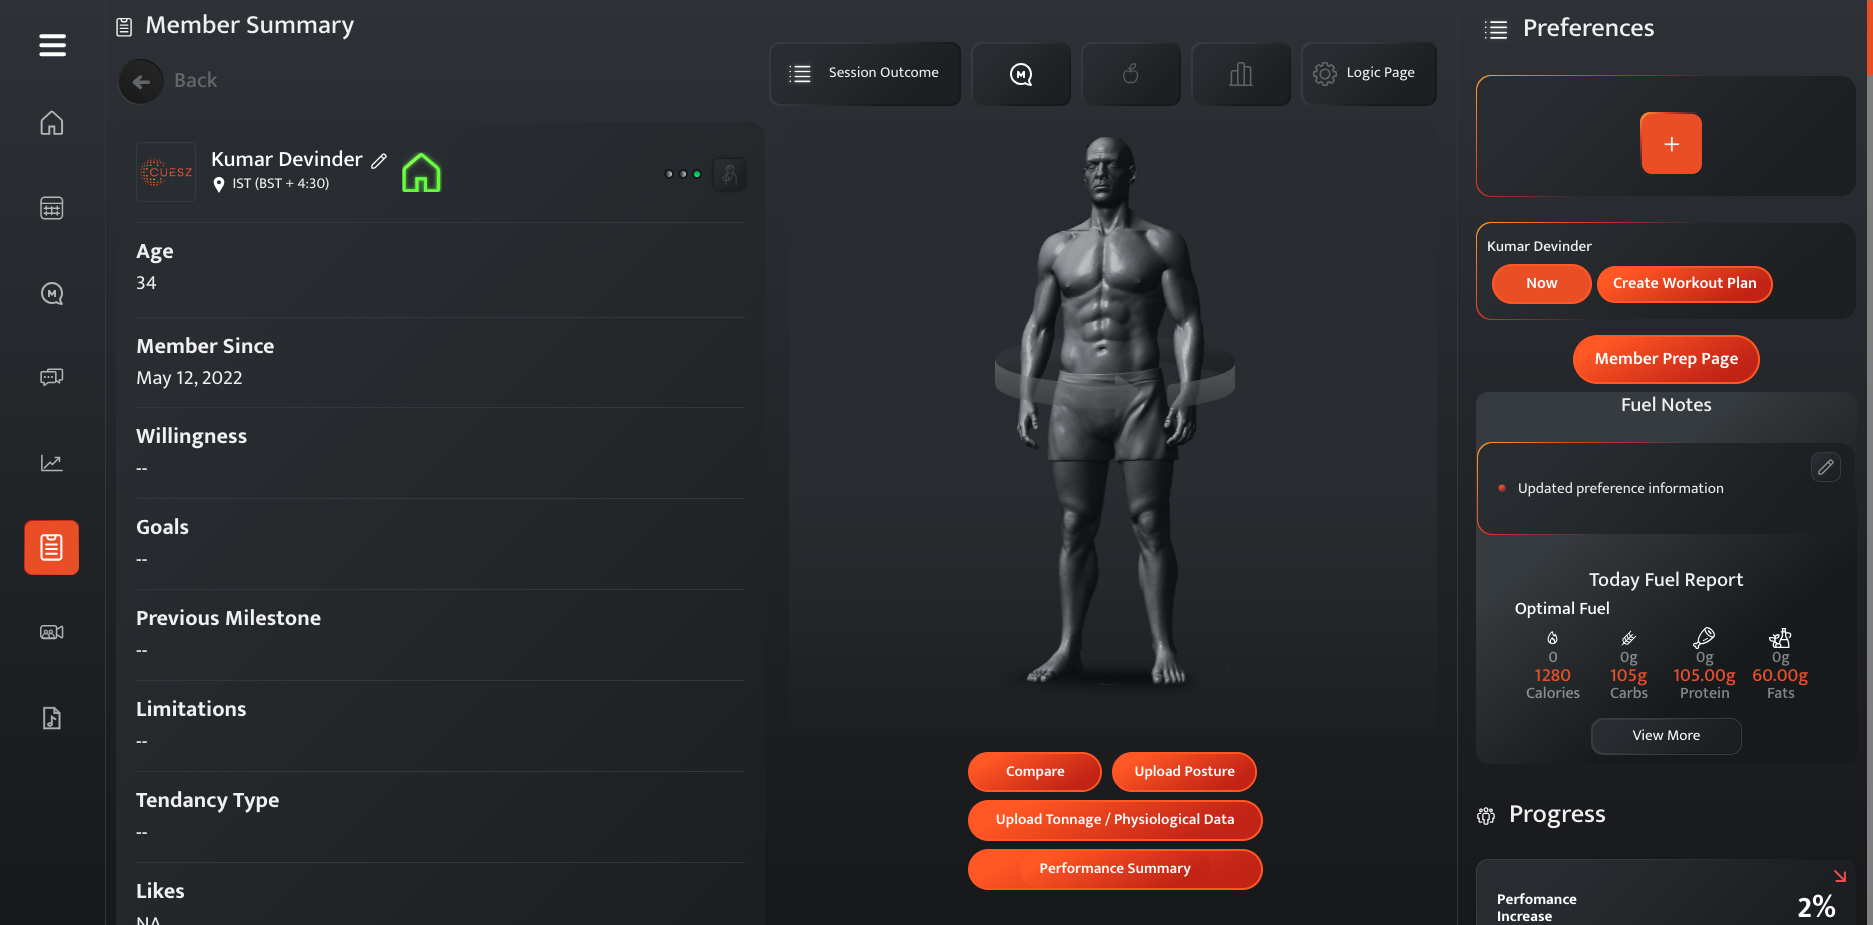 Member Summary
Back
Session Outcome
M
Logic Page
CUESZ
Kumar Devinder
IST (BST + 4:30)
Age
34
Member Since
May 12, 2022
Willingness
--
Goals
--
Previous Milestone
--
Limitations
--
Tendancy Type
--
Likes
NA
Compare
Upload Posture
Upload Tonnage / Physiological Data
Performance Summary
Preferences
+
Kumar Devinder
Now
Create Workout Plan
Member Prep Page
Fuel Notes
Updated preference information
Today Fuel Report
Optimal Fuel
0 0g 0g 0g
1280 105g 105.00g 60.00g
Calories Carbs Protein Fats
View More
Progress
Perfomance
Increase
2%
M